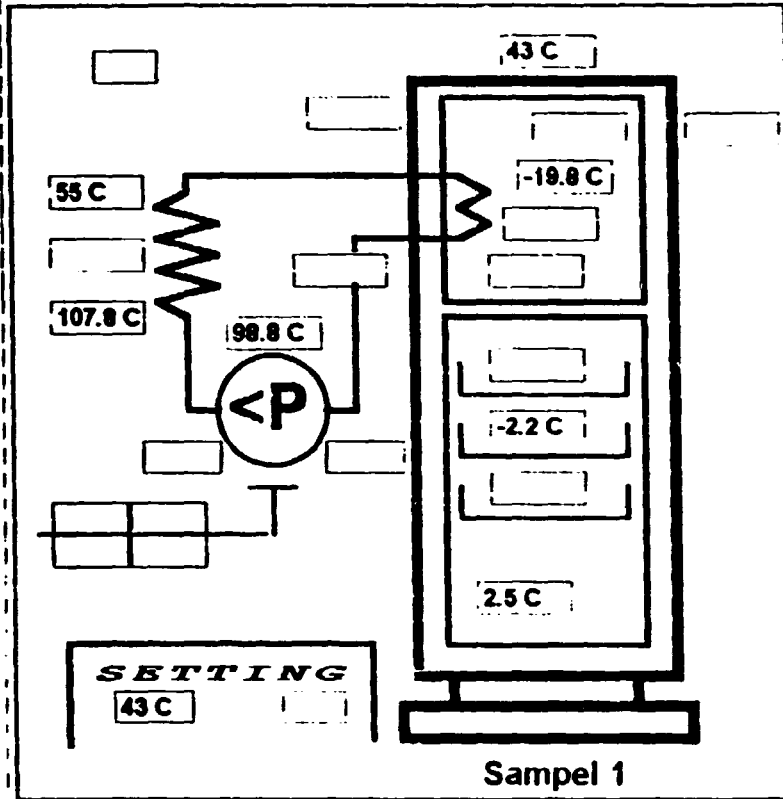 43 C
55 C
-19.8 C
107.8 C
98.8 C
<P
-2.2 C
2.5 C
SETTING
43 C
Sampel 1